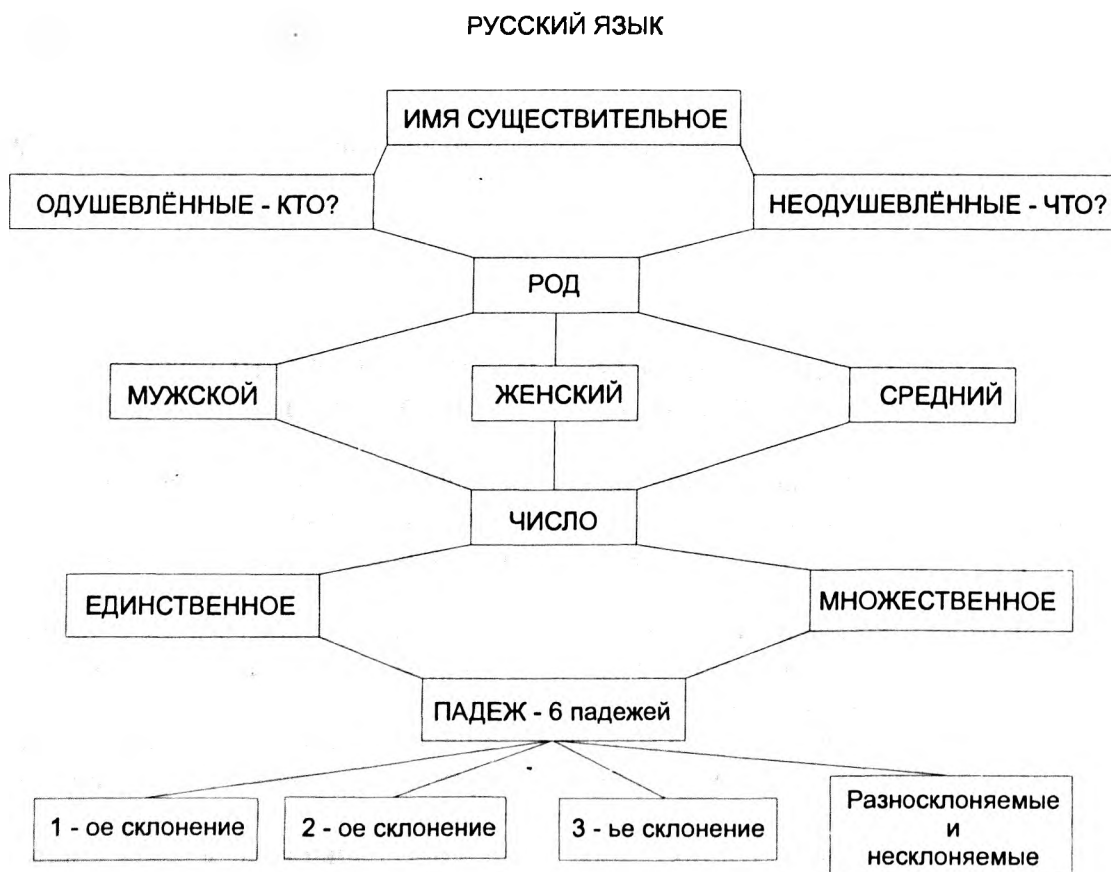 РУССКИЙ ЯЗЫК
ИМЯ СУЩЕСТВИТЕЛЬНОЕ
ОДУШЕВЛЁННЫЕ - КТО?
НЕОДУШЕВЛЁННЫЕ - ЧТО?
РОД
МУЖСКОЙ
ЖЕНСКИЙ
СРЕДНИЙ
ЧИСЛО
ЕДИНСТВЕННОЕ
МНОЖЕСТВЕННОЕ
ПАДЕЖ - 6 падежей
1 - ое склонение
2 - ое склонение
3 - ье склонение
Разносклоняемые
и
несклоняемые